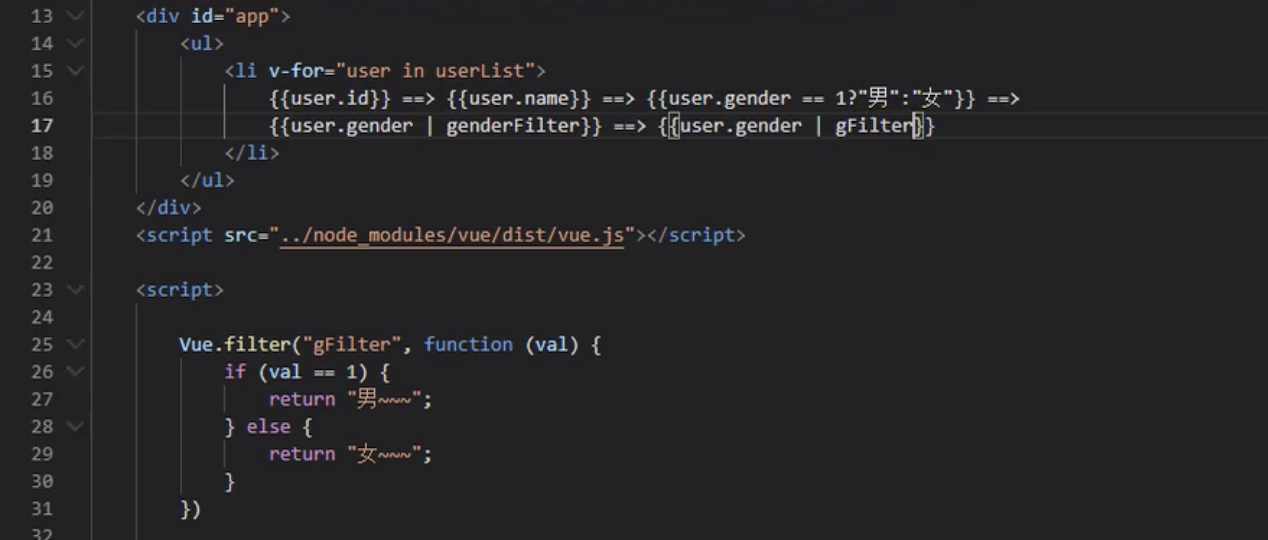 13 <div id="app">
14 <ul>
15 <li v-for="user in userList">
16 {{user.id}} ==> {{user.name}} ==> {{user.gender == 1?"男":"女"}} ==>
17 {{user.gender | genderFilter}} ==> {{user.gender | gFilter}}
18 </li>
19 </ul>
20 </div>
21 <script src="../node_modules/vue/dist/vue.js"></script>
22
23 <script>
24
25 Vue.filter("gFilter", function (val) {
26 if (val == 1) {
27 return "男~~~";
28 } else {
29 return "女~~~";
30 }
31 })
32